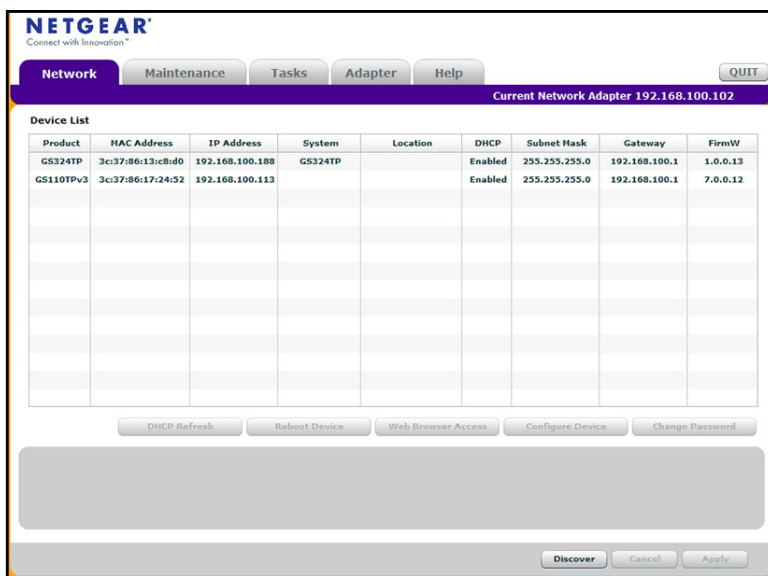 NETGEAR®
Connect with Innovation™
Network Maintenance Tasks Adapter Help QUIT
Current Network Adapter 192.168.100.102
Device List
Product MAC Address IP Address System Location DHCP Subnet Mask Gateway FirmW
GS324TP 3c:37:86:13:c8:d0 192.168.100.188 GS324TP Enabled 255.255.255.0 192.168.100.1 1.0.0.13
GS110TPv3 3c:37:86:17:24:52 192.168.100.113 Enabled 255.255.255.0 192.168.100.1 7.0.0.12
DHCP Refresh Reboot Device Web Browser Access Configure Device Change Password
Discover Cancel Apply